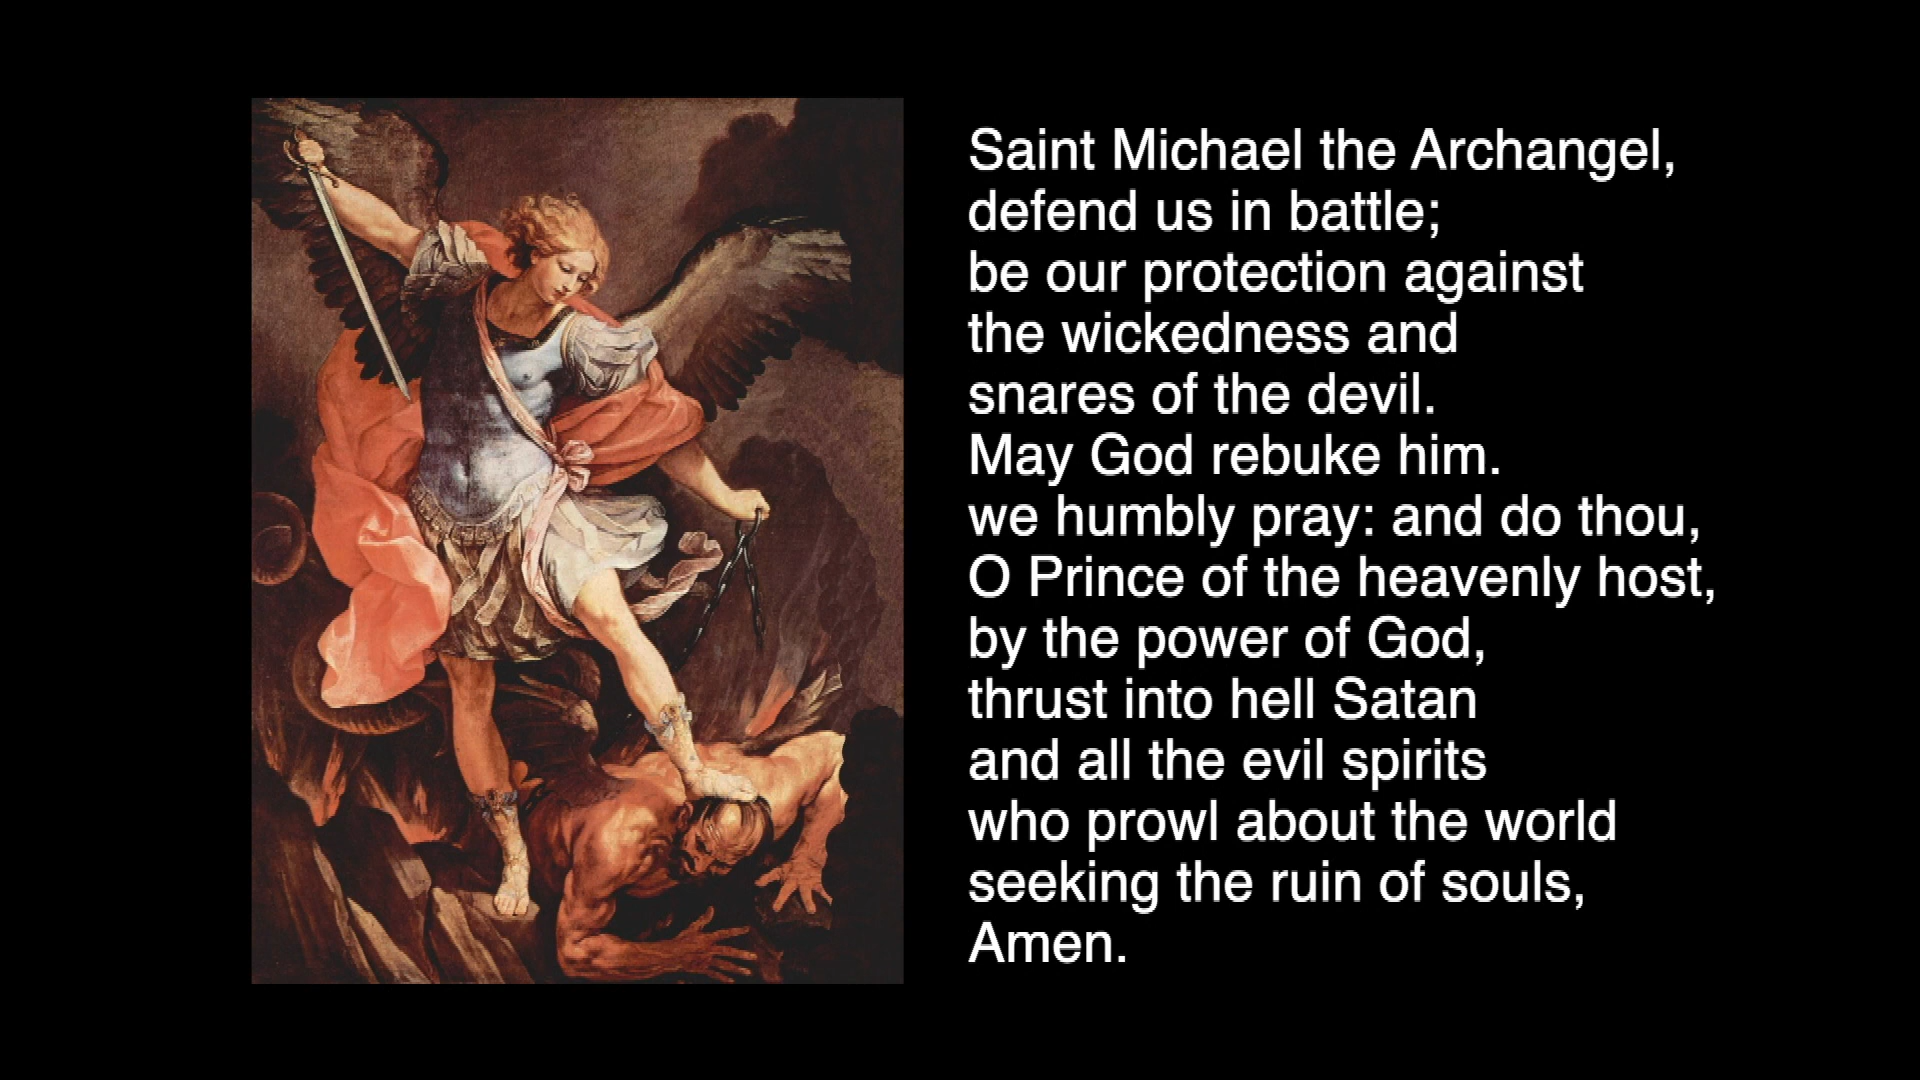 Saint Michael the Archangel,
defend us in battle;
be our protection against
the wickedness and
snares of the devil.
May God rebuke him.
we humbly pray: and do thou,
O Prince of the heavenly host,
by the power of God,
thrust into hell Satan
and all the evil spirits
who prowl about the world
seeking the ruin of souls,
Amen.